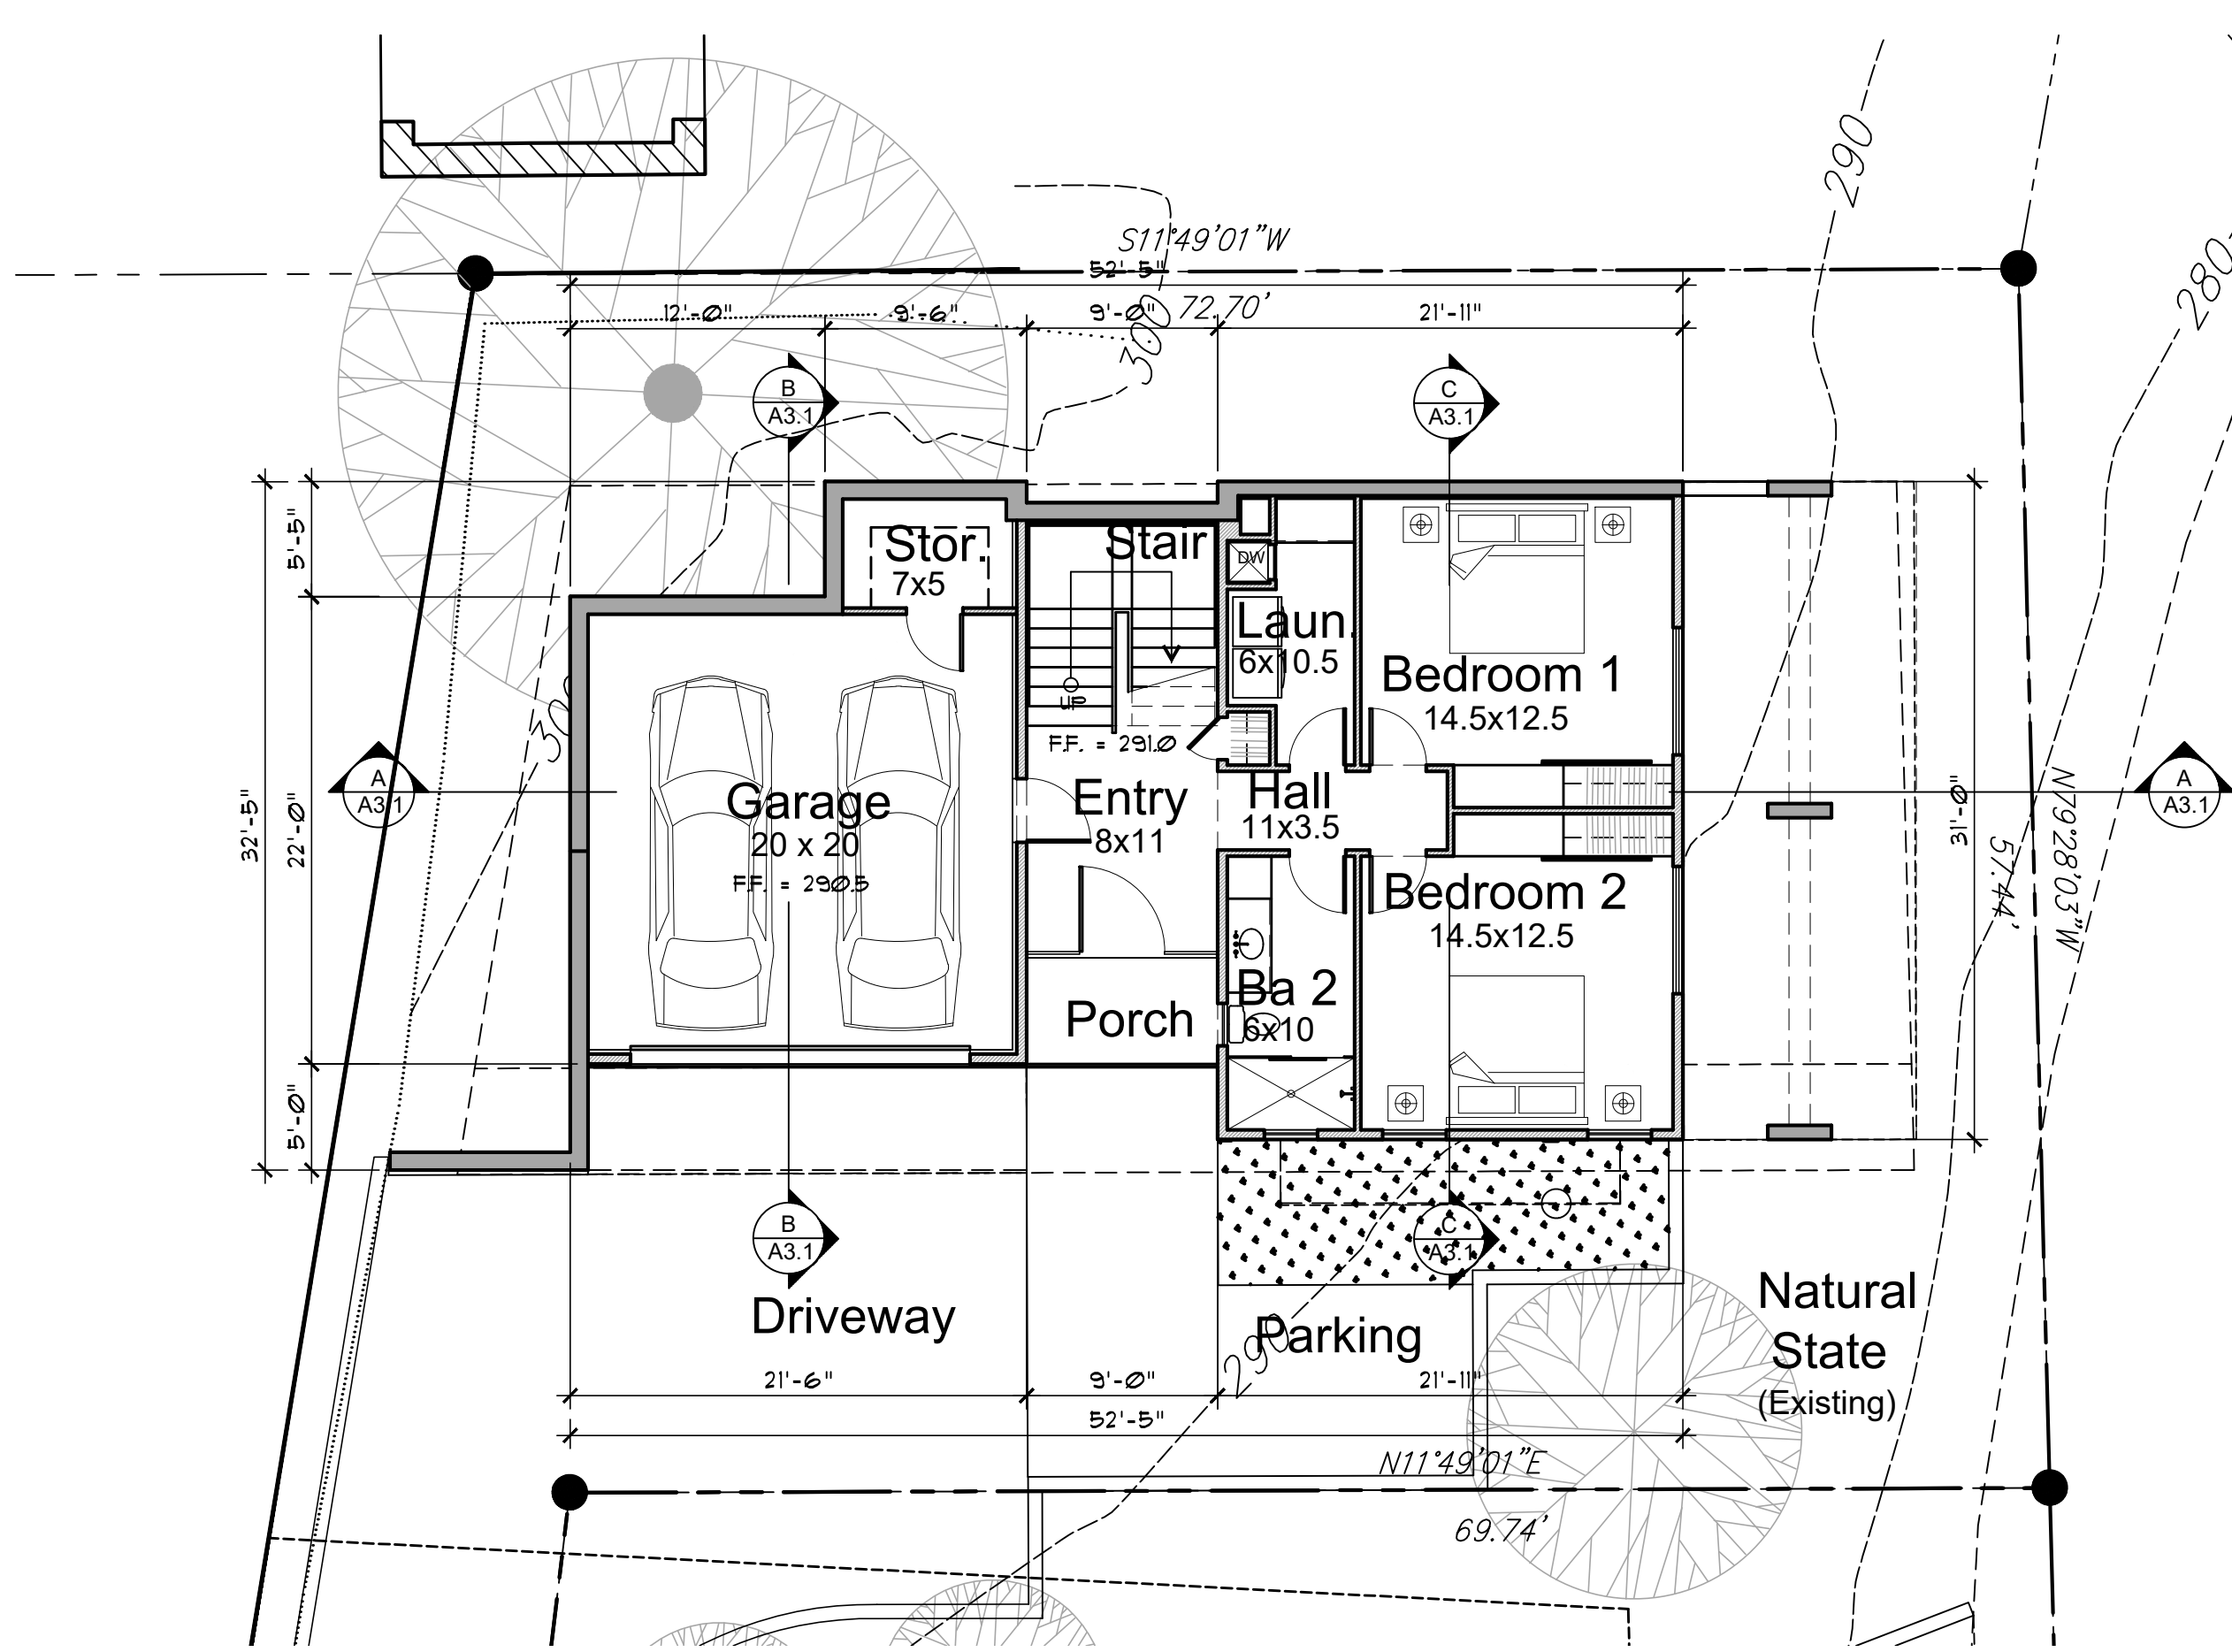 290
280
S11°49'01"W
52'-5"
12'-0"
9'-6"
9'-0"
72.70'
21'-11"
300
B
A3.1
C
A3.1
5'-5"
Stor.
7x5
Stair
DW
Laun.
6x10.5
Bedroom 1
14.5x12.5
UP
F.F. = 291.0
300
A
A3.1
A
A3.1
32'-5"
22'-0"
Garage
20 x 20
F.F. = 290.5
Entry
8x11
Hall
11x3.5
31'-0"
N79°28'03"W
57.44'
Bedroom 2
14.5x12.5
Ba 2
6x10
Porch
5'-0"
B
A3.1
C
A3.1
Driveway
Parking
290
Natural
State
(Existing)
21'-6"
9'-0"
21'-11"
52'-5"
N11°49'01"E
69.74'